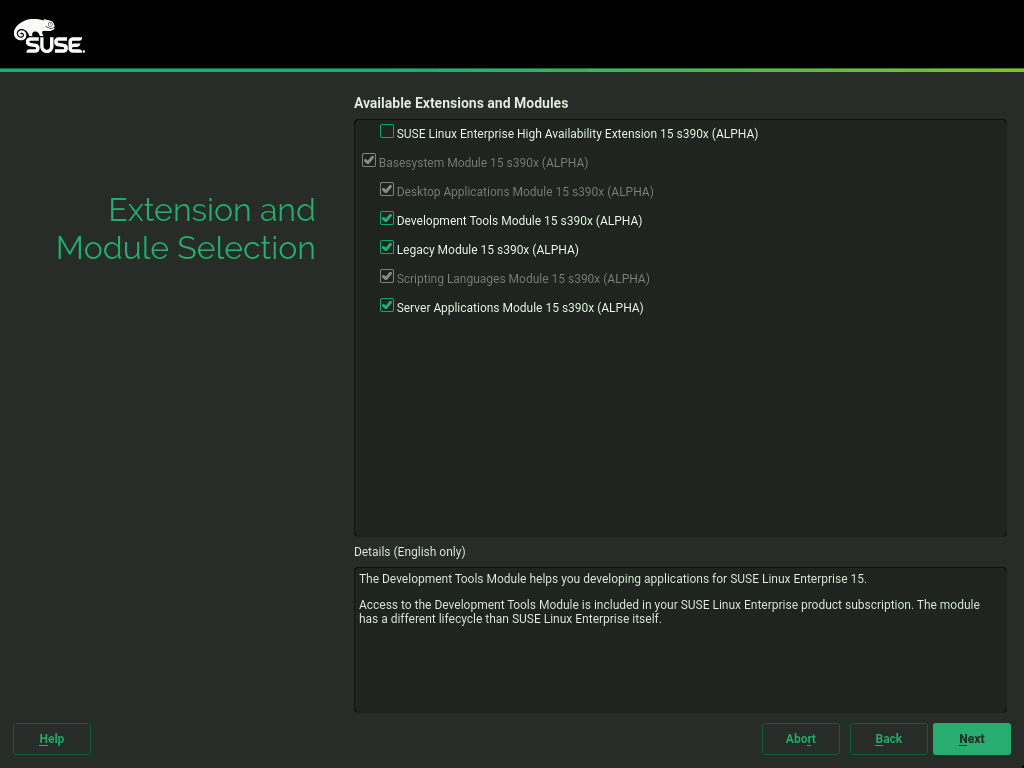 SUSE.
Available Extensions and Modules
SUSE Linux Enterprise High Availability Extension 15 s390x (ALPHA)
Basesystem Module 15 s390x (ALPHA)
Desktop Applications Module 15 s390x (ALPHA)
Development Tools Module 15 s390x (ALPHA)
Legacy Module 15 s390x (ALPHA)
Scripting Languages Module 15 s390x (ALPHA)
Server Applications Module 15 s390x (ALPHA)
Extension and
Module Selection
Details (English only)
The Development Tools Module helps you developing applications for SUSE Linux Enterprise 15.
Access to the Development Tools Module is included in your SUSE Linux Enterprise product subscription. The module
has a different lifecycle than SUSE Linux Enterprise itself.
Help
Abort
Back
Next